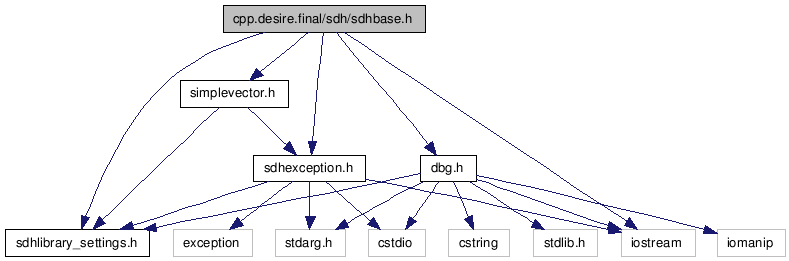 cpp.desire.final/sdh/sdhbase.h
simplevector.h
sdhexception.h
dbg.h
sdhlibrary_settings.h
exception
stdarg.h
cstdio
cstring
stdlib.h
iostream
iomanip